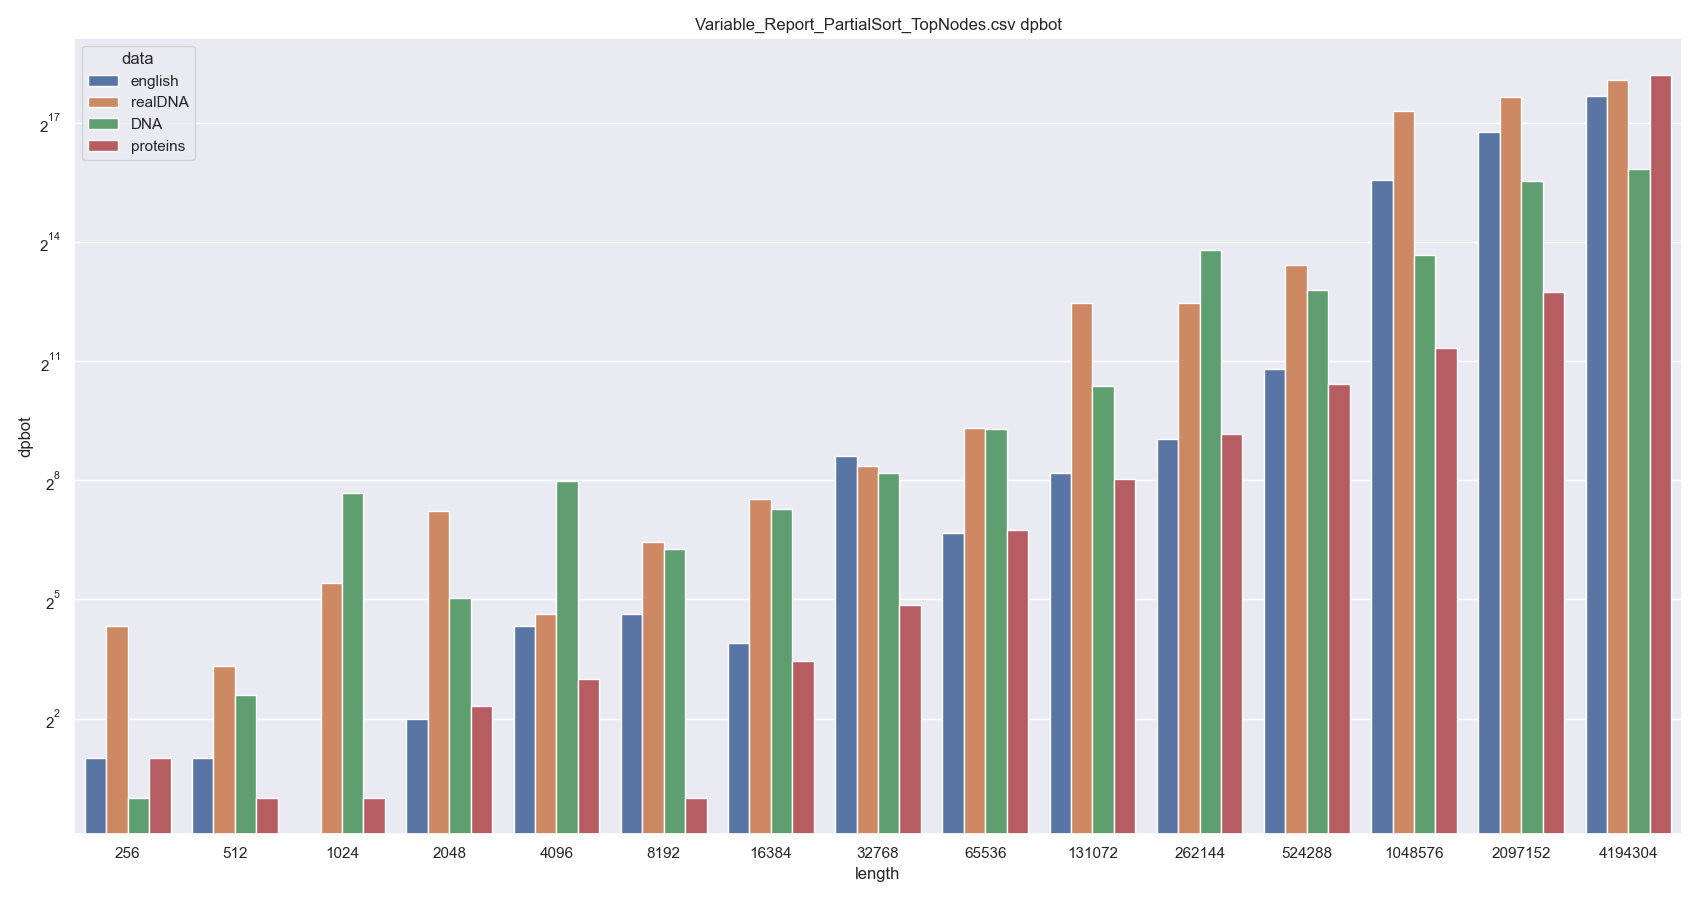 Variable_Report_PartialSort_TopNodes.csv dpbot
data
english
realDNA
DNA
proteins
2^17
2^14
2^11
2^8
2^5
2^2
dpbot
256 512 1024 2048 4096 8192 16384 32768 65536 131072 262144 524288 1048576 2097152 4194304
length